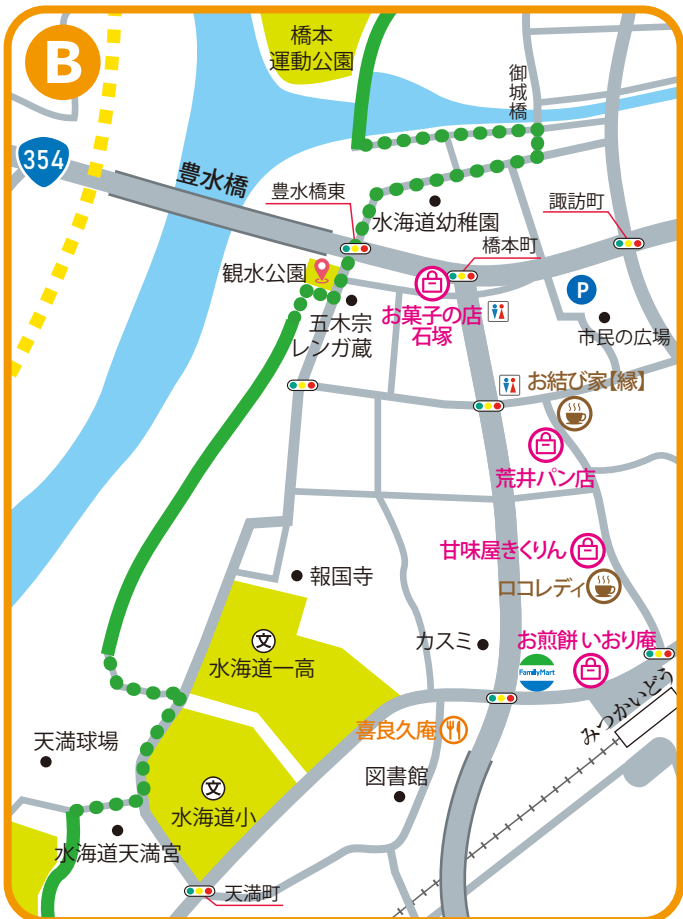 B
橋本
運動公園
御城橋
354
豊水橋
豊水橋東
水海道幼稚園
諏訪町
橋本町
観水公園
P
お菓子の店
石塚
五木宗
レンガ蔵
市民の広場
お結び家【縁】
荒井パン店
甘味屋きくりん
報国寺
ロコレディ
文
水海道一高
カスミ
お煎餅 いおり庵
FamilyMart
みつかいどう
喜良久庵
天満球場
図書館
文
水海道小
水海道天満宮
天満町